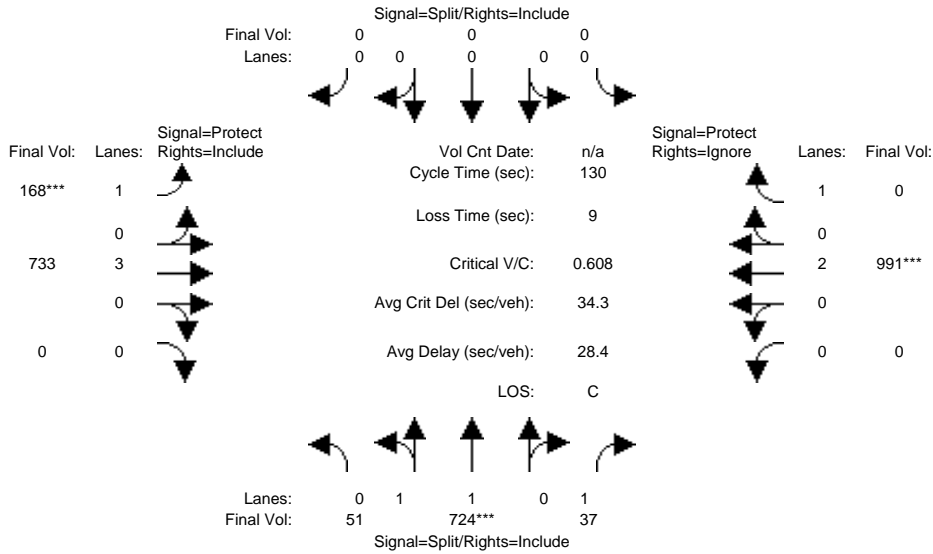 Signal=Split/Rights=Include
Final Vol: 0 0 0
Lanes: 0 0 0 0 0
Signal=Protect
Final Vol: Lanes: Rights=Include
Vol Cnt Date: n/a
Signal=Protect
Rights=Ignore Lanes: Final Vol:
Cycle Time (sec): 130
168*** 1
1 0
Loss Time (sec): 9
0
0
733 3
Critical V/C: 0.608
2 991***
0
Avg Crit Del (sec/veh): 34.3
0
0 0
Avg Delay (sec/veh): 28.4
0 0
LOS: C
Lanes: 0 1 1 0 1
Final Vol: 51 724*** 37
Signal=Split/Rights=Include